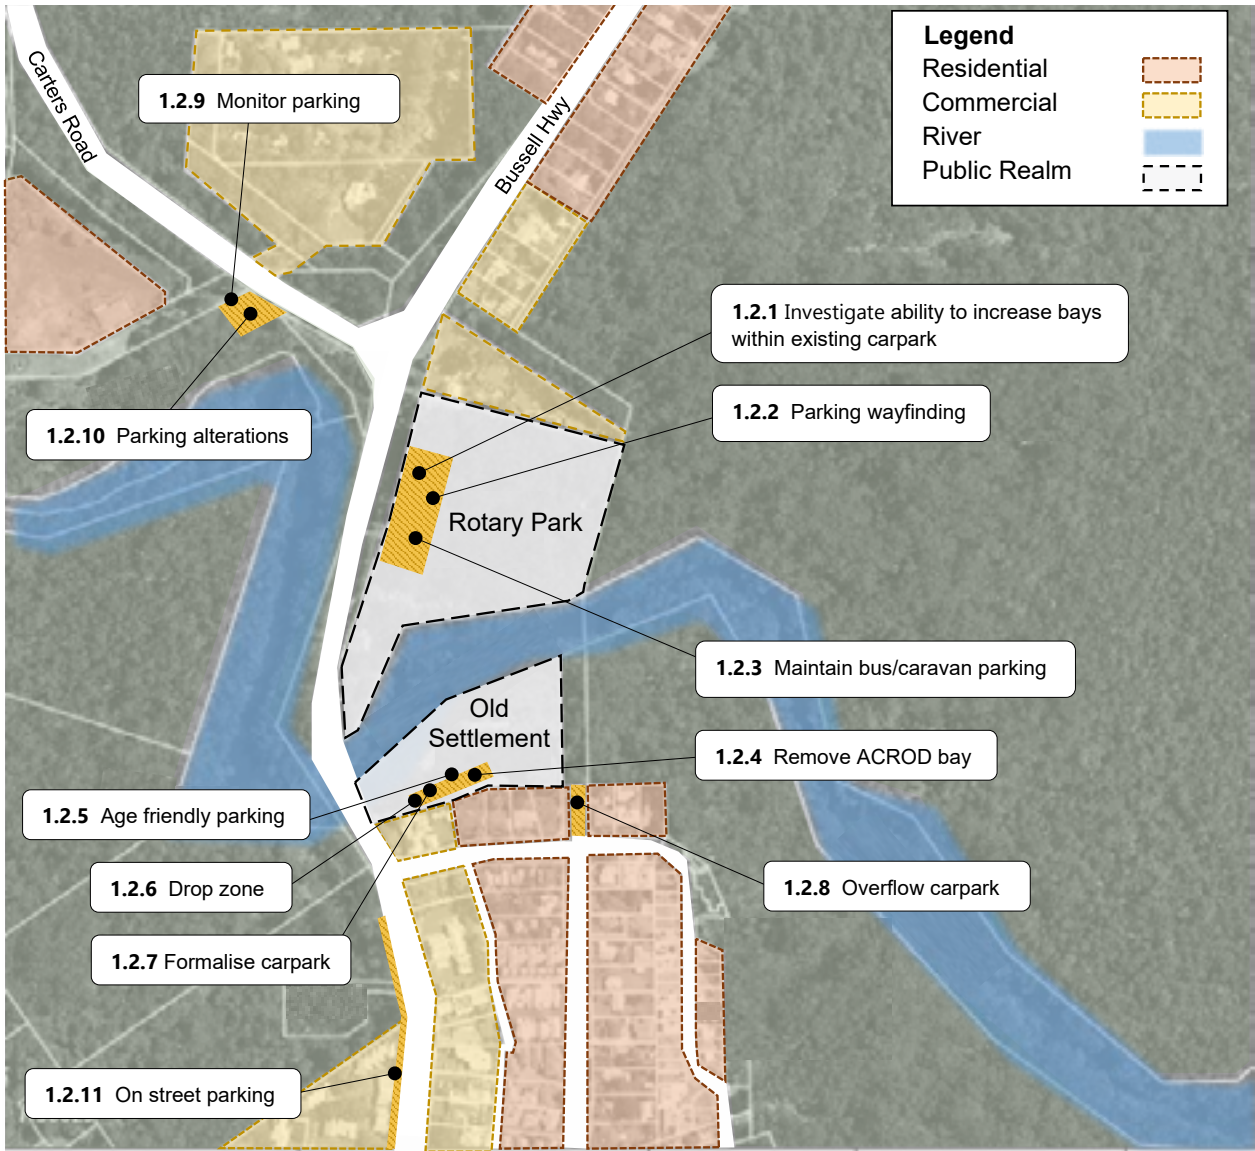 Legend
Residential
Commercial
River
Public Realm
Carters Road
1.2.9 Monitor parking
Bussell Hwy
1.2.1 Investigate ability to increase bays
within existing carpark
1.2.2 Parking wayfinding
1.2.10 Parking alterations
Rotary Park
1.2.3 Maintain bus/caravan parking
Old
Settlement
1.2.4 Remove ACROD bay
1.2.5 Age friendly parking
1.2.6 Drop zone
1.2.8 Overflow carpark
1.2.7 Formalise carpark
1.2.11 On street parking